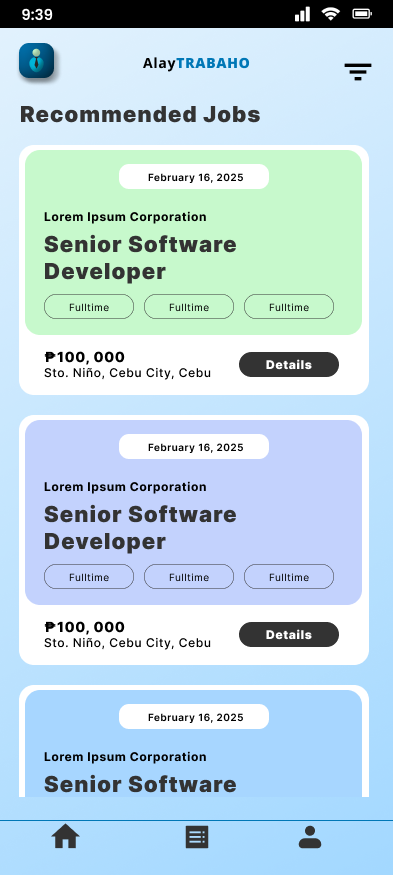 9:39
AlayTRABAHO
Recommended Jobs
February 16, 2025
Lorem Ipsum Corporation
Senior Software
Developer
Fulltime Fulltime Fulltime
₱100, 000
Sto. Niño, Cebu City, Cebu
Details
February 16, 2025
Lorem Ipsum Corporation
Senior Software
Developer
Fulltime Fulltime Fulltime
₱100, 000
Sto. Niño, Cebu City, Cebu
Details
February 16, 2025
Lorem Ipsum Corporation
Senior Software